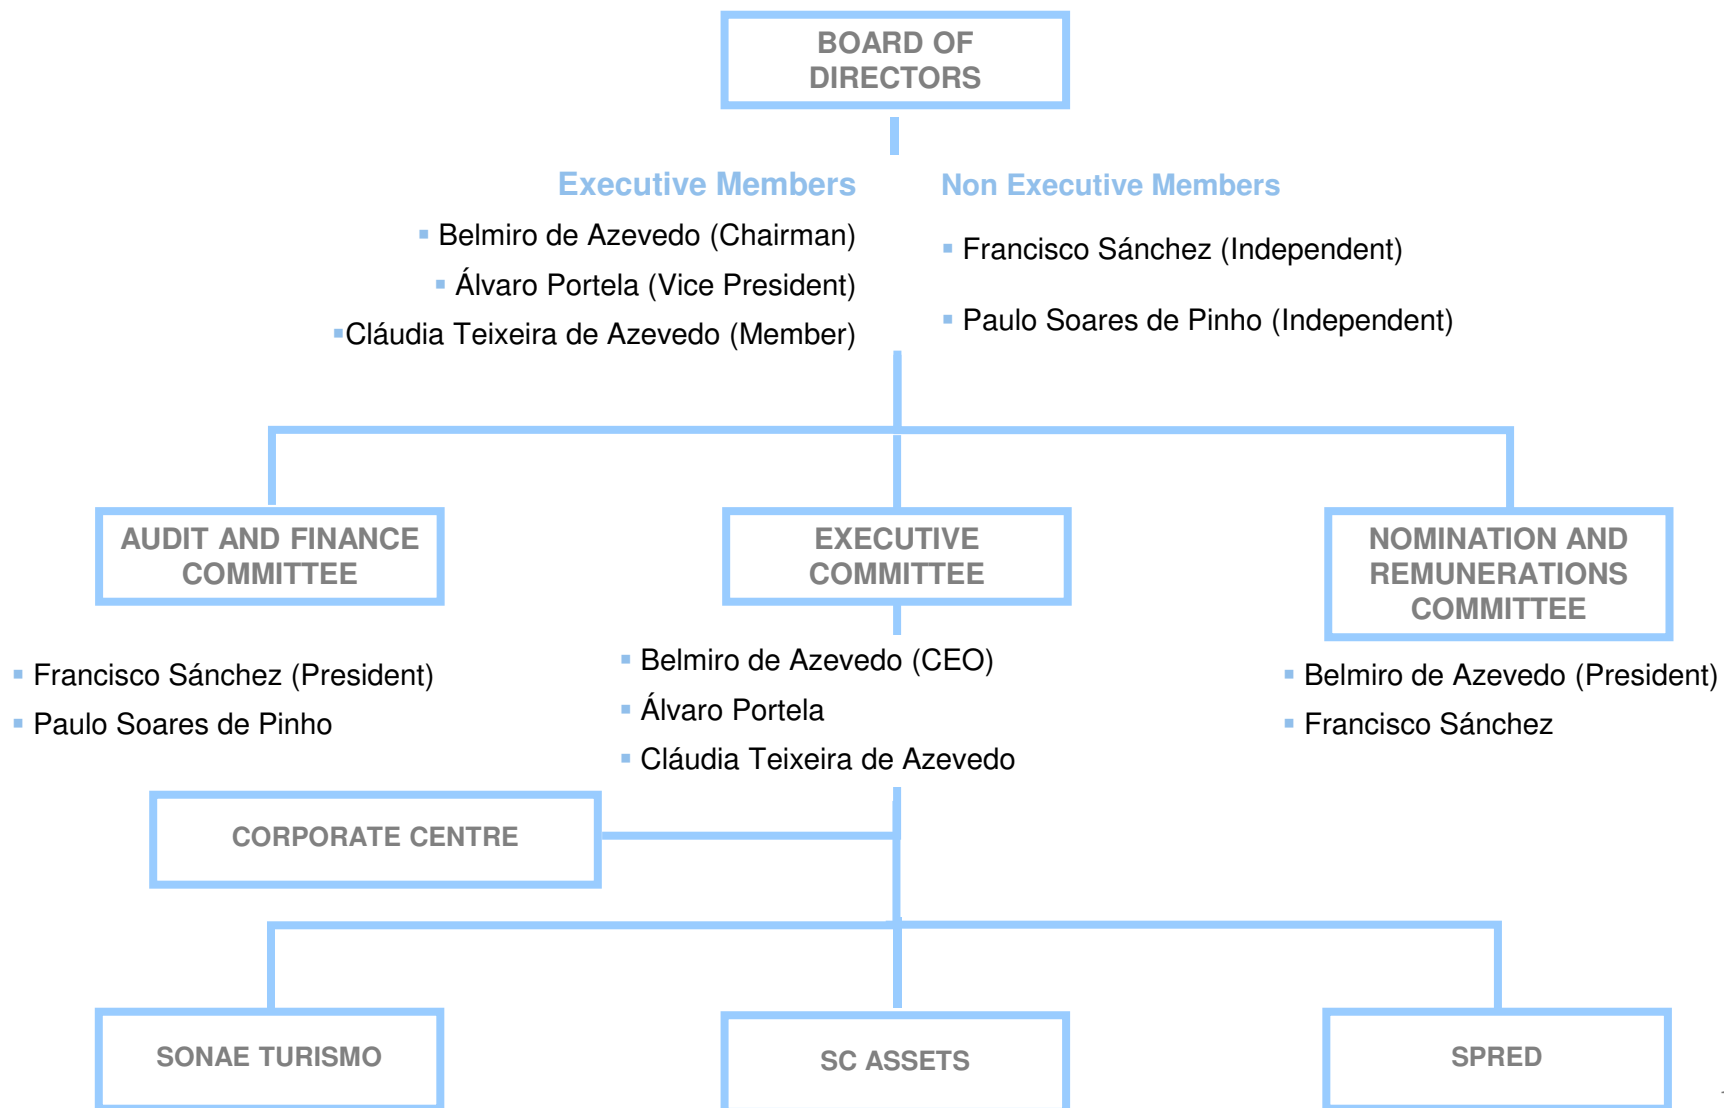 BOARD OF
DIRECTORS
Executive Members
▪ Belmiro de Azevedo (Chairman)
▪ Álvaro Portela (Vice President)
▪Cláudia Teixeira de Azevedo (Member)
Non Executive Members
▪ Francisco Sánchez (Independent)
▪ Paulo Soares de Pinho (Independent)
AUDIT AND FINANCE
COMMITTEE
▪ Francisco Sánchez (President)
▪ Paulo Soares de Pinho
EXECUTIVE
COMMITTEE
▪ Belmiro de Azevedo (CEO)
▪ Álvaro Portela
▪ Cláudia Teixeira de Azevedo
NOMINATION AND
REMUNERATIONS
COMMITTEE
▪ Belmiro de Azevedo (President)
▪ Francisco Sánchez
CORPORATE CENTRE
SONAE TURISMO
SC ASSETS
SPRED